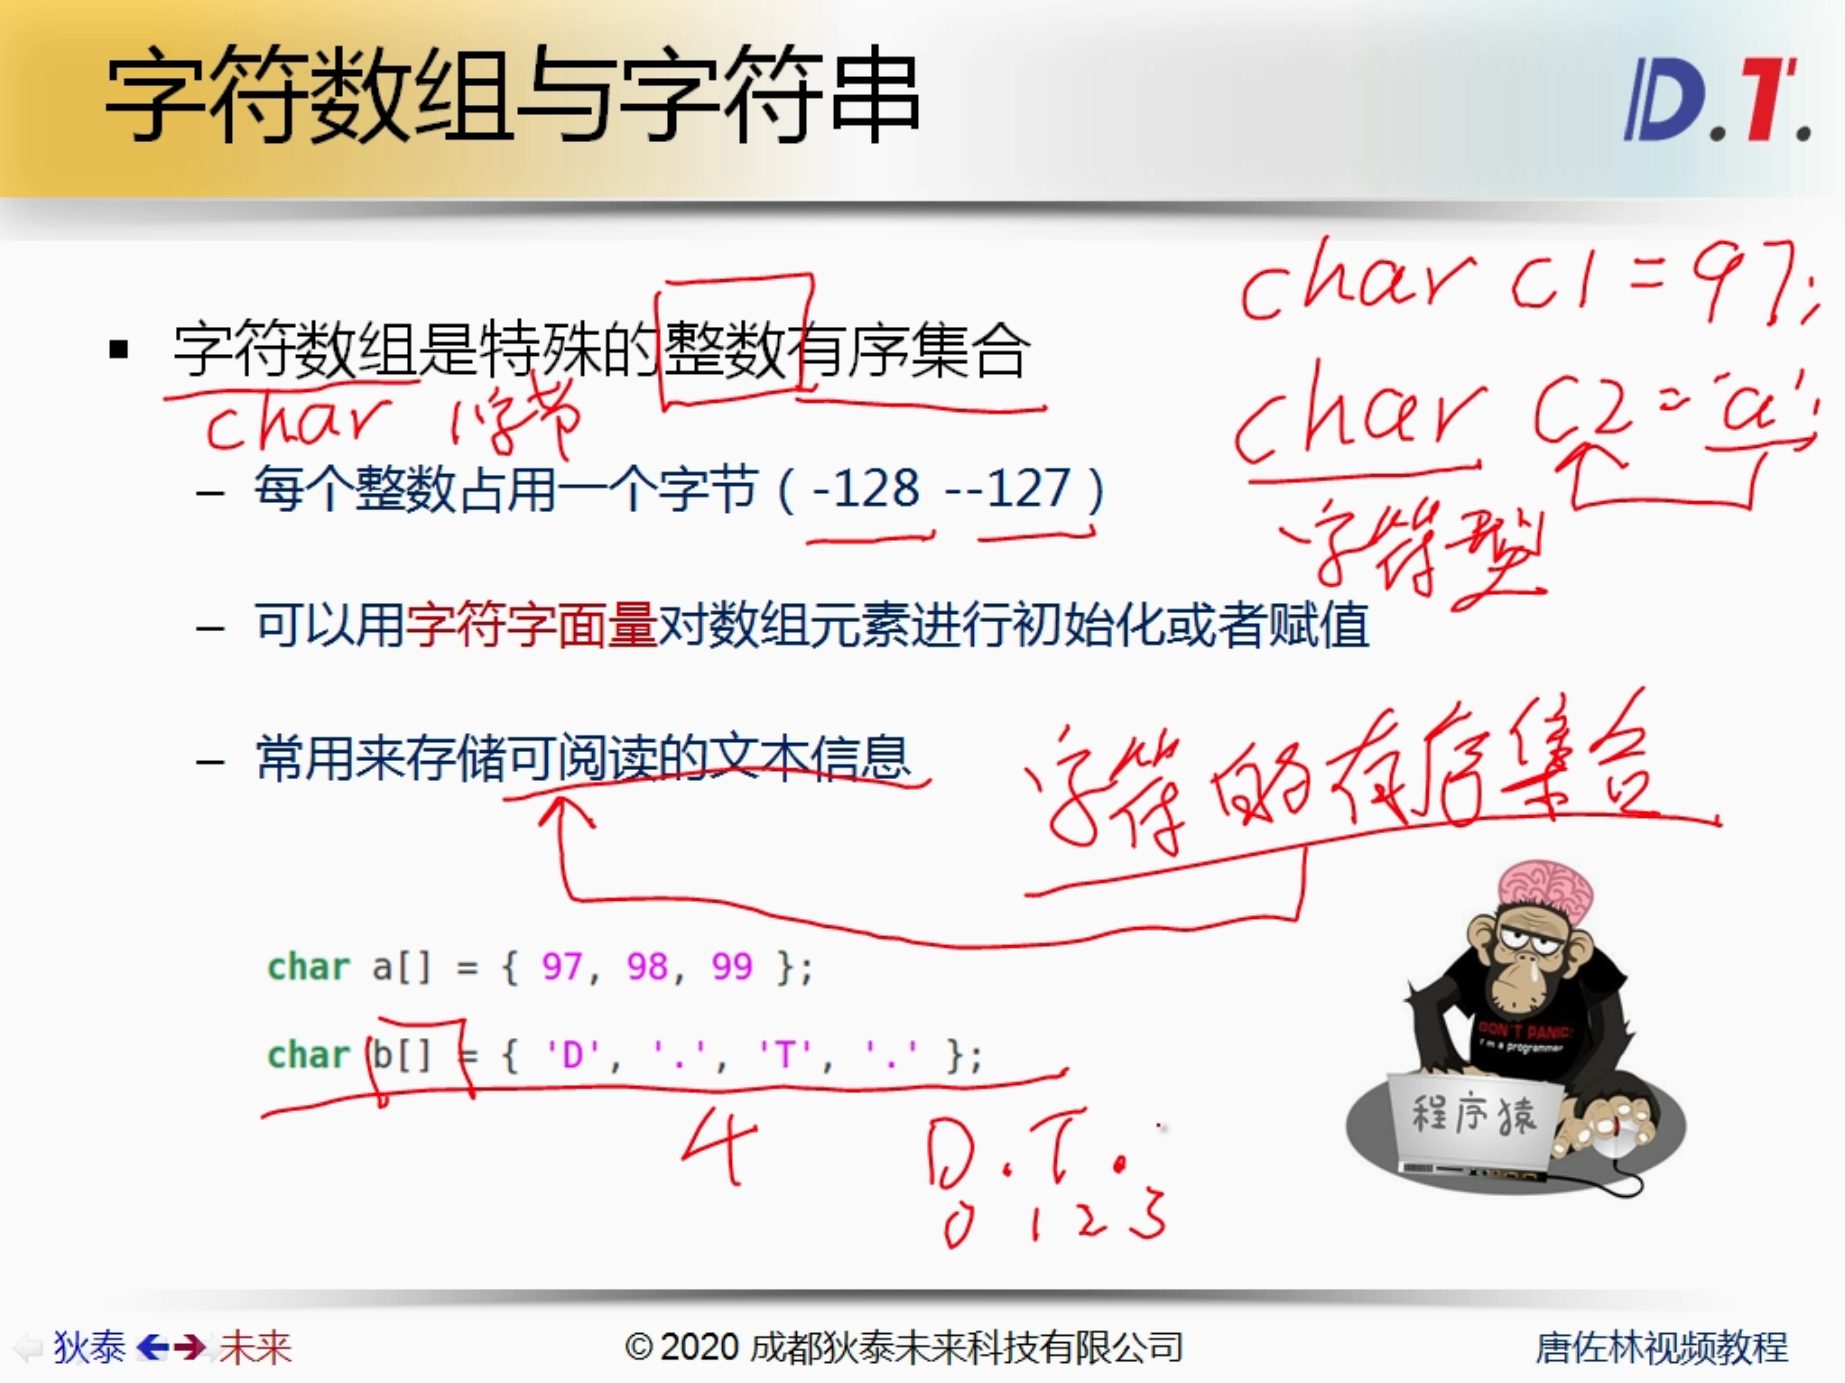 字符数组与字符串
D.T.
char c1=97;
字符数组是特殊的整数有序集合
char 1字节
char c2='a';
每个整数占用一个字节（-128 --127）
字符型
可以用字符字面量对数组元素进行初始化或者赋值
常用来存储可阅读的文本信息
字符的有序集合
char a[] = { 97, 98, 99 };
char b[] = { 'D', '.', 'T', '.' };
4 D.T.
0 1 2 3
DON'T PANIC!
I'm a programmer
程序猿
狄泰 未来
© 2020 成都狄泰未来科技有限公司
唐佐林视频教程